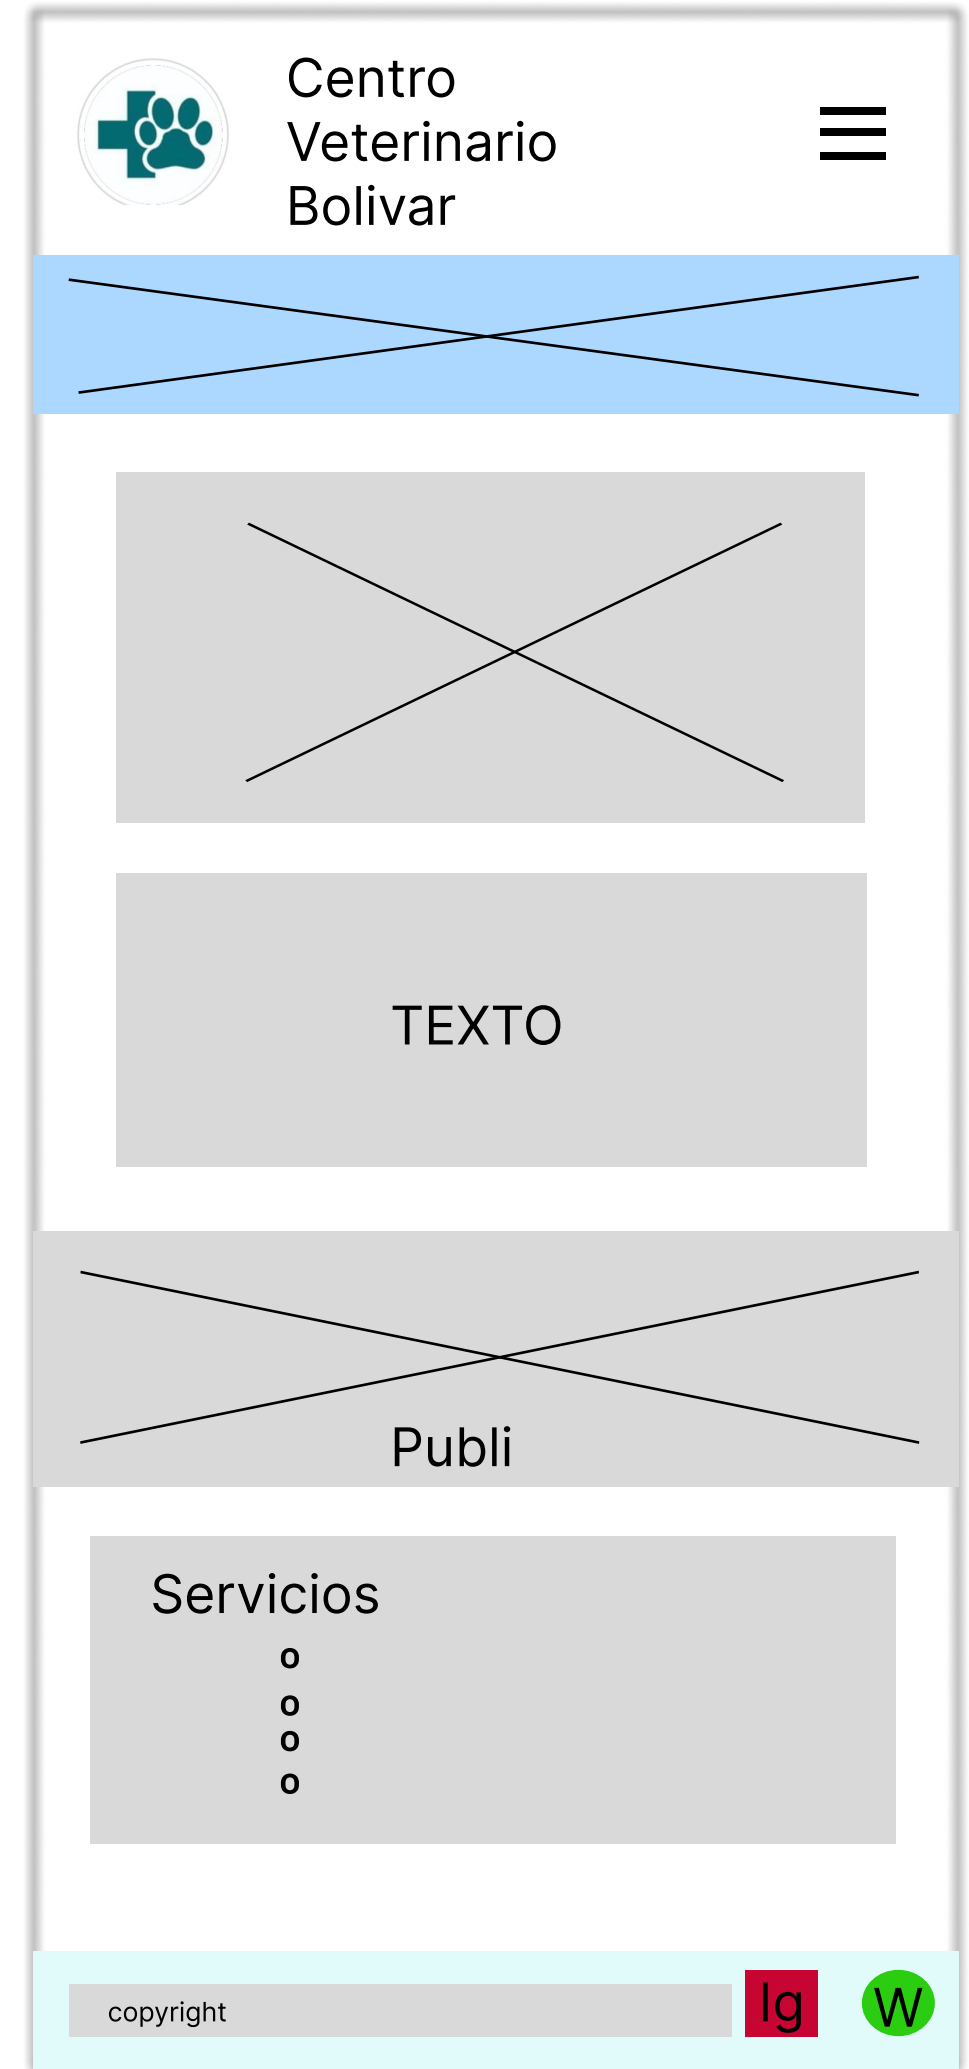 Centro
Veterinario
Bolivar
TEXTO
Publi
Servicios
o
o
o
o
copyright
Ig
W